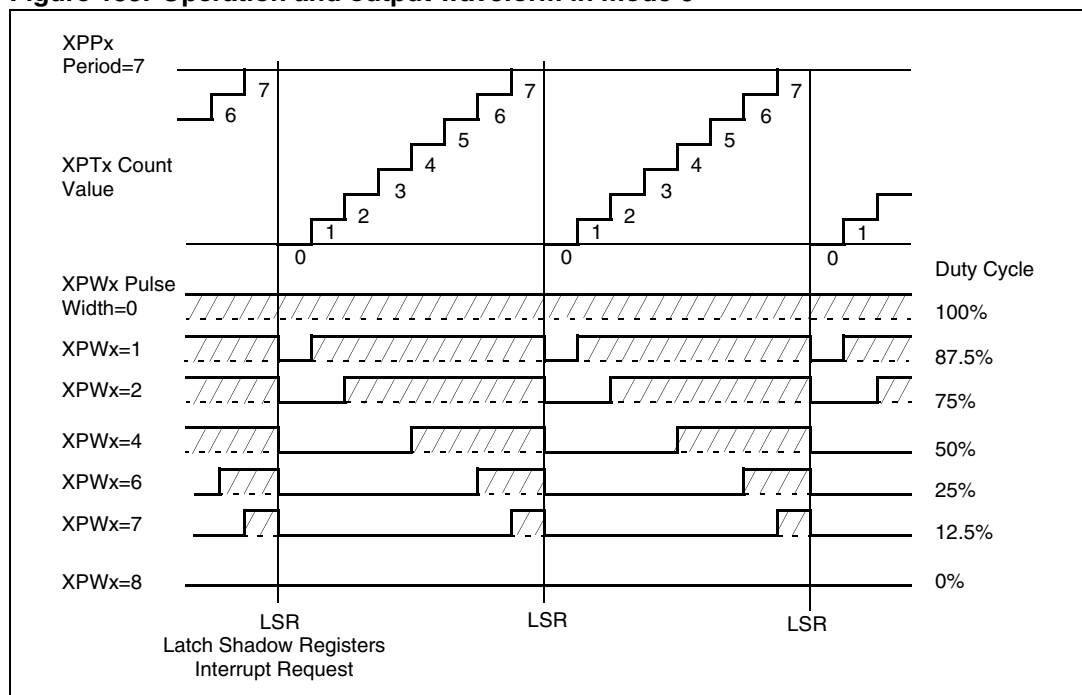 Figure Operation and output waveform in mode
XPPx
Period=7
7
6
7
6
5
4
3
2
1
0
7
6
5
4
3
2
1
0
1
0
XPTx Count
Value
Duty Cycle
XPWx Pulse
Width=0
100%
XPWx=1
87.5%
XPWx=2
75%
XPWx=4
50%
XPWx=6
25%
XPWx=7
12.5%
XPWx=8
0%
LSR
LSR
LSR
Latch Shadow Registers
Interrupt Request